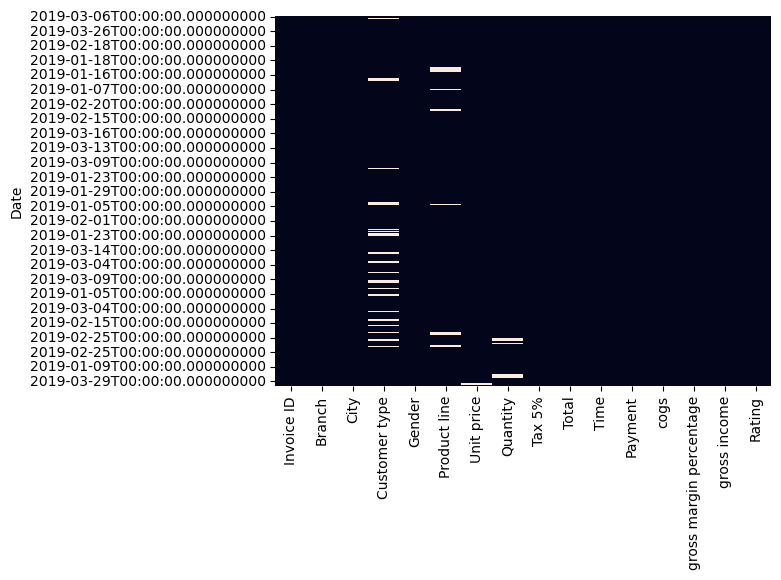 Date
2019-03-06T00:00:00.000000000
2019-03-26T00:00:00.000000000
2019-02-18T00:00:00.000000000
2019-01-18T00:00:00.000000000
2019-01-16T00:00:00.000000000
2019-01-07T00:00:00.000000000
2019-02-20T00:00:00.000000000
2019-02-15T00:00:00.000000000
2019-03-16T00:00:00.000000000
2019-03-13T00:00:00.000000000
2019-03-09T00:00:00.000000000
2019-01-23T00:00:00.000000000
2019-01-29T00:00:00.000000000
2019-01-05T00:00:00.000000000
2019-02-01T00:00:00.000000000
2019-01-23T00:00:00.000000000
2019-03-14T00:00:00.000000000
2019-03-04T00:00:00.000000000
2019-03-09T00:00:00.000000000
2019-01-05T00:00:00.000000000
2019-03-04T00:00:00.000000000
2019-02-15T00:00:00.000000000
2019-02-25T00:00:00.000000000
2019-02-25T00:00:00.000000000
2019-01-09T00:00:00.000000000
2019-03-29T00:00:00.000000000
Invoice ID
Branch
City
Customer type
Gender
Product line
Unit price
Quantity
Tax 5%
Total
Time
Payment
cogs
gross margin percentage
gross income
Rating